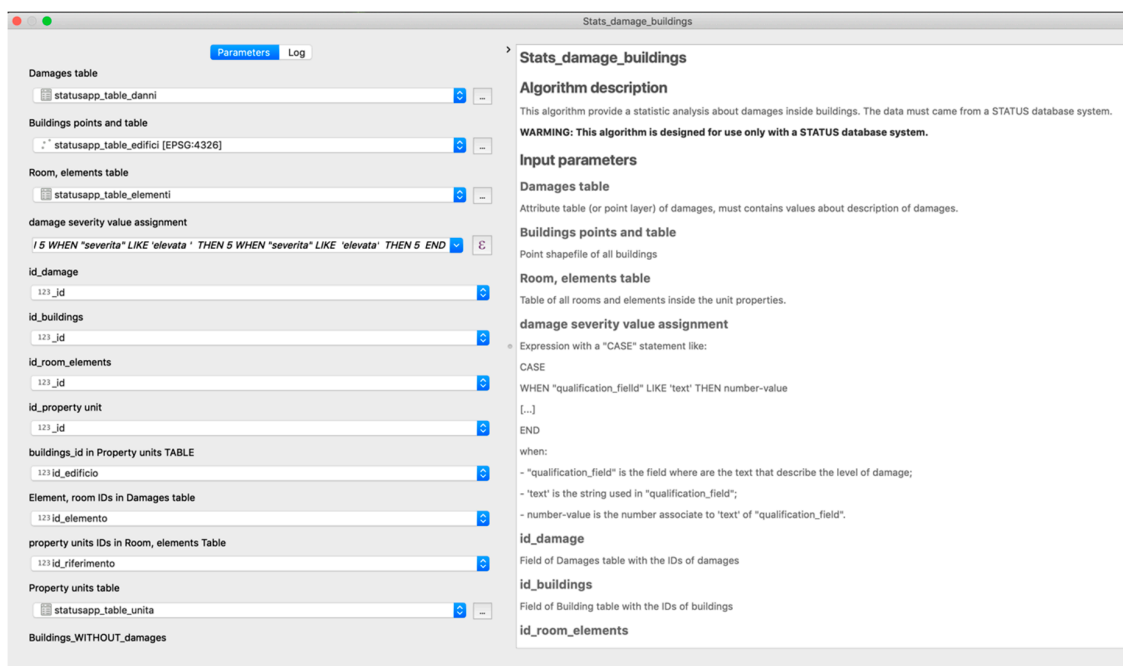 Stats_damage_buildings
Parameters
Log
Damages table
statusapp_table_danni
...
Buildings points and table
statusapp_table_edifici [EPSG:4326]
...
Room, elements table
statusapp_table_elementi
...
damage severity value assignment
I 5 WHEN "severita" LIKE 'elevata ' THEN 5 WHEN "severita" LIKE 'elevata' THEN 5 END
ε
id_damage
123 _id
id_buildings
123 _id
id_room_elements
123 _id
id_property unit
123 _id
buildings_id in Property units TABLE
123 id_edificio
Element, room IDs in Damages table
123 id_elemento
property units IDs in Room, elements Table
123 id_riferimento
Property units table
statusapp_table_unita
...
Buildings_WITHOUT_damages
Stats_damage_buildings
Algorithm description
This algorithm provide a statistic analysis about damages inside buildings. The data must came from a STATUS database system.
WARMING: This algorithm is designed for use only with a STATUS database system.
Input parameters
Damages table
Attribute table (or point layer) of damages, must contains values about description of damages.
Buildings points and table
Point shapefile of all buildings
Room, elements table
Table of all rooms and elements inside the unit properties.
damage severity value assignment
Expression with a "CASE" statement like:
CASE
WHEN "qualification_fielld" LIKE 'text' THEN number-value
[...]
END
when:
- "qualification_field" is the field where are the text that describe the level of damage;
- 'text' is the string used in "qualification_field";
- number-value is the number associate to 'text' of "qualification_field".
id_damage
Field of Damages table with the IDs of damages
id_buildings
Field of Building table with the IDs of buildings
id_room_elements